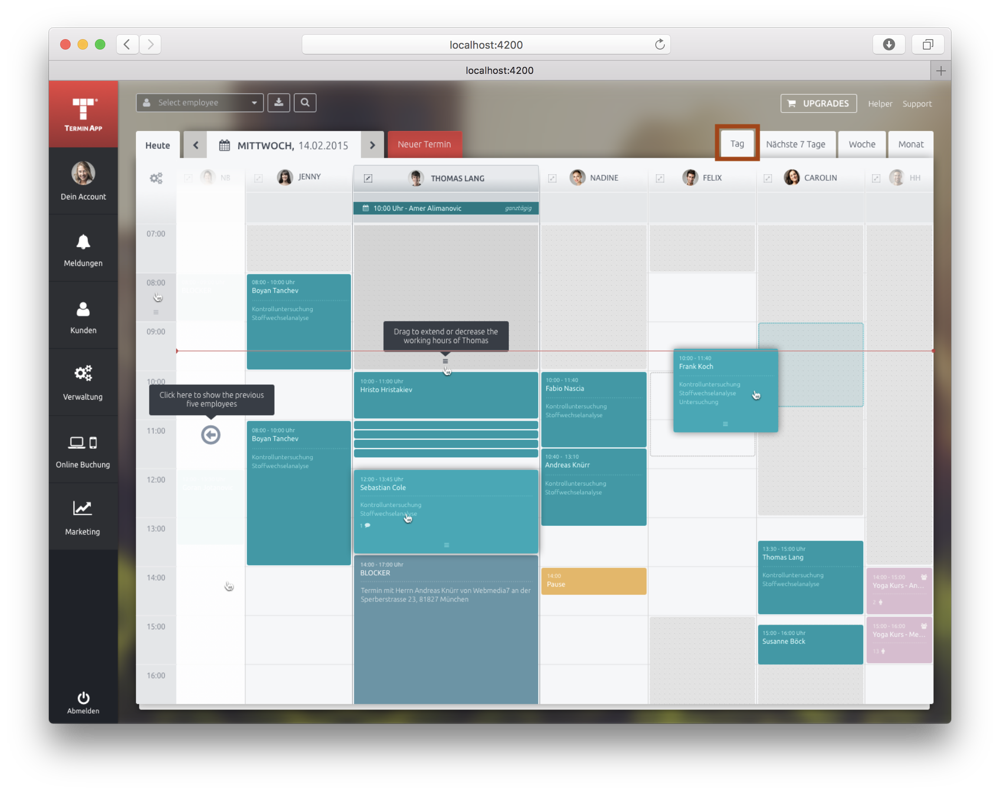 localhost:4200
localhost:4200
TERMINAPP
Select employee
UPGRADES
Helper
Support
Heute
MITTWOCH, 14.02.2015
Neuer Termin
Tag
Nächste 7 Tage
Woche
Monat
Dein Account
Meldungen
Kunden
Verwaltung
Online Buchung
Marketing
Abmelden
JENNY
THOMAS LANG
NADINE
FELIX
CAROLIN
HH
10:00 Uhr - Amer Alimanovic
ganztägig
07:00
08:00
09:00
10:00
11:00
12:00
13:00
14:00
15:00
16:00
Click here to show the previous
five employees
08:00 - 10:00 Uhr
Boyan Tanchev
Kontrolluntersuchung
Stoffwechselanalyse
08:00 - 10:00 Uhr
Boyan Tanchev
Kontrolluntersuchung
Stoffwechselanalyse
Drag to extend or decrease the
working hours of Thomas
10:00 - 11:00 Uhr
Hristo Hristakiev
12:00 - 13:45 Uhr
Sebastian Cole
Kontrolluntersuchung
Stoffwechselanalyse
14:00 - 17:00 Uhr
BLOCKER
Termin mit Herrn Andreas Knürr von Webmedia7 an der
Sperberstrasse 23, 81827 München
10:00 - 11:40
Fabio Nascia
Kontrolluntersuchung
Stoffwechselanalyse
10:40 - 13:10
Andreas Knürr
Kontrolluntersuchung
Stoffwechselanalyse
14:30
Pause
10:00 - 11:40
Frank Koch
Kontrolluntersuchung
Stoffwechselanalyse
Untersuchung
13:30 - 15:00 Uhr
Thomas Lang
Kontrolluntersuchung
Stoffwechselanalyse
15:00 - 16:00 Uhr
Susanne Böck
14:00 - 15:00
Yoga Kurs - An...
15:00 - 16:00
Yoga Kurs - Me...